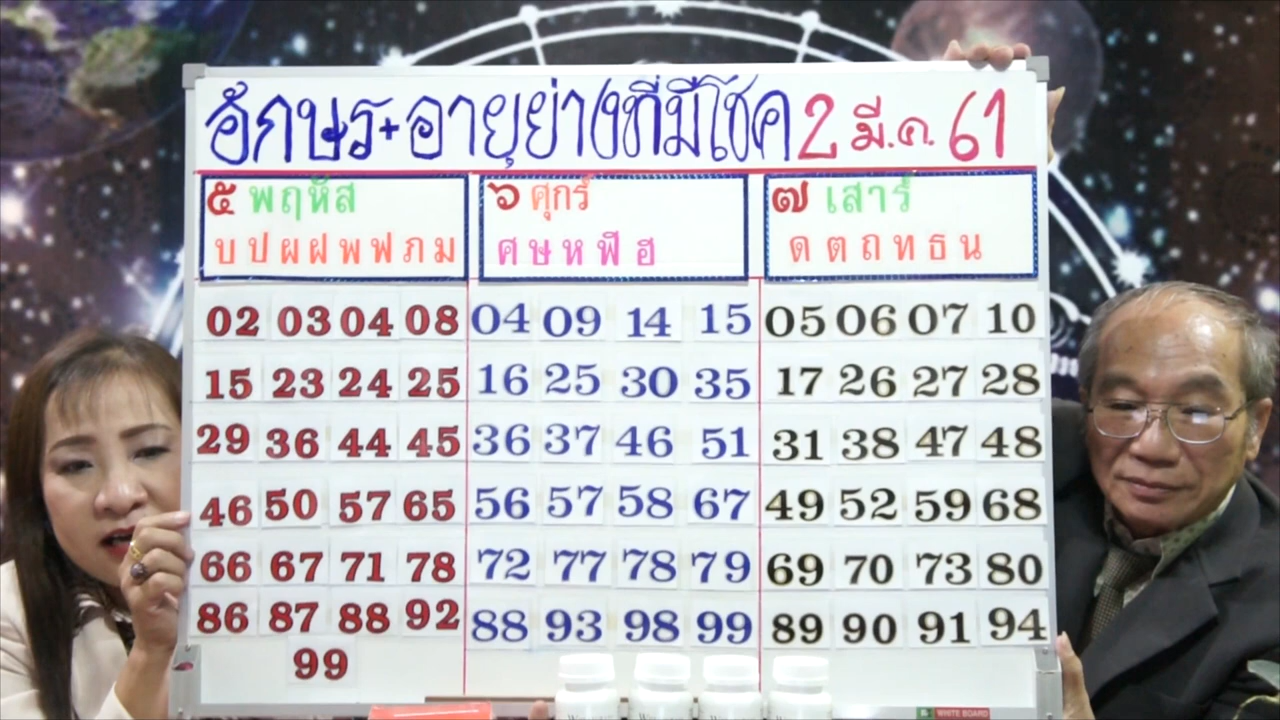 อักษร+อายุย่างที่มีโชค 2 มี.ค. 61
๕ พฤหัส
บ ป ผ ฝ พ ฟ ภ ม
๖ ศุกร์
ศ ษ ห ฬ ฮ
๗ เสาร์
ด ต ถ ท ธ น
02 03 04 08 04 09 14 15 05 06 07 10
15 23 24 25 16 25 30 35 17 26 27 28
29 36 44 45 36 37 46 51 31 38 47 48
46 50 57 65 56 57 58 67 49 52 59 68
66 67 71 78 72 77 78 79 69 70 73 80
86 87 88 92 88 93 98 99 89 90 91 94
99
WHITE BOARD